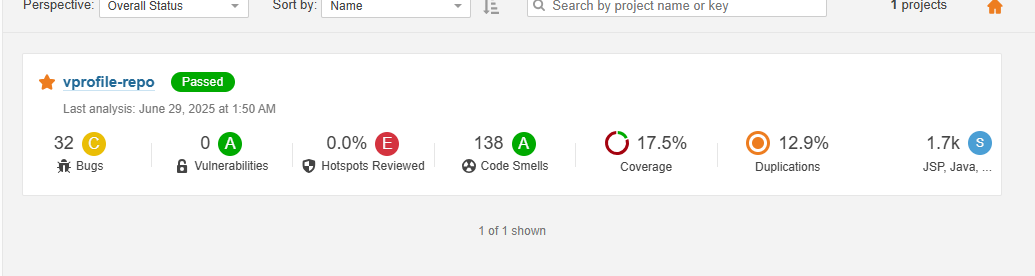 Perspective: Overall Status Sort by: Name Search by project name or key 1 projects
vprofile-repo Passed
Last analysis: June 29, 2025 at 1:50 AM
32 C 0 A 0.0% E 138 A 17.5% 12.9% 1.7k S
Bugs Vulnerabilities Hotspots Reviewed Code Smells Coverage Duplications JSP, Java, ...
1 of 1 shown